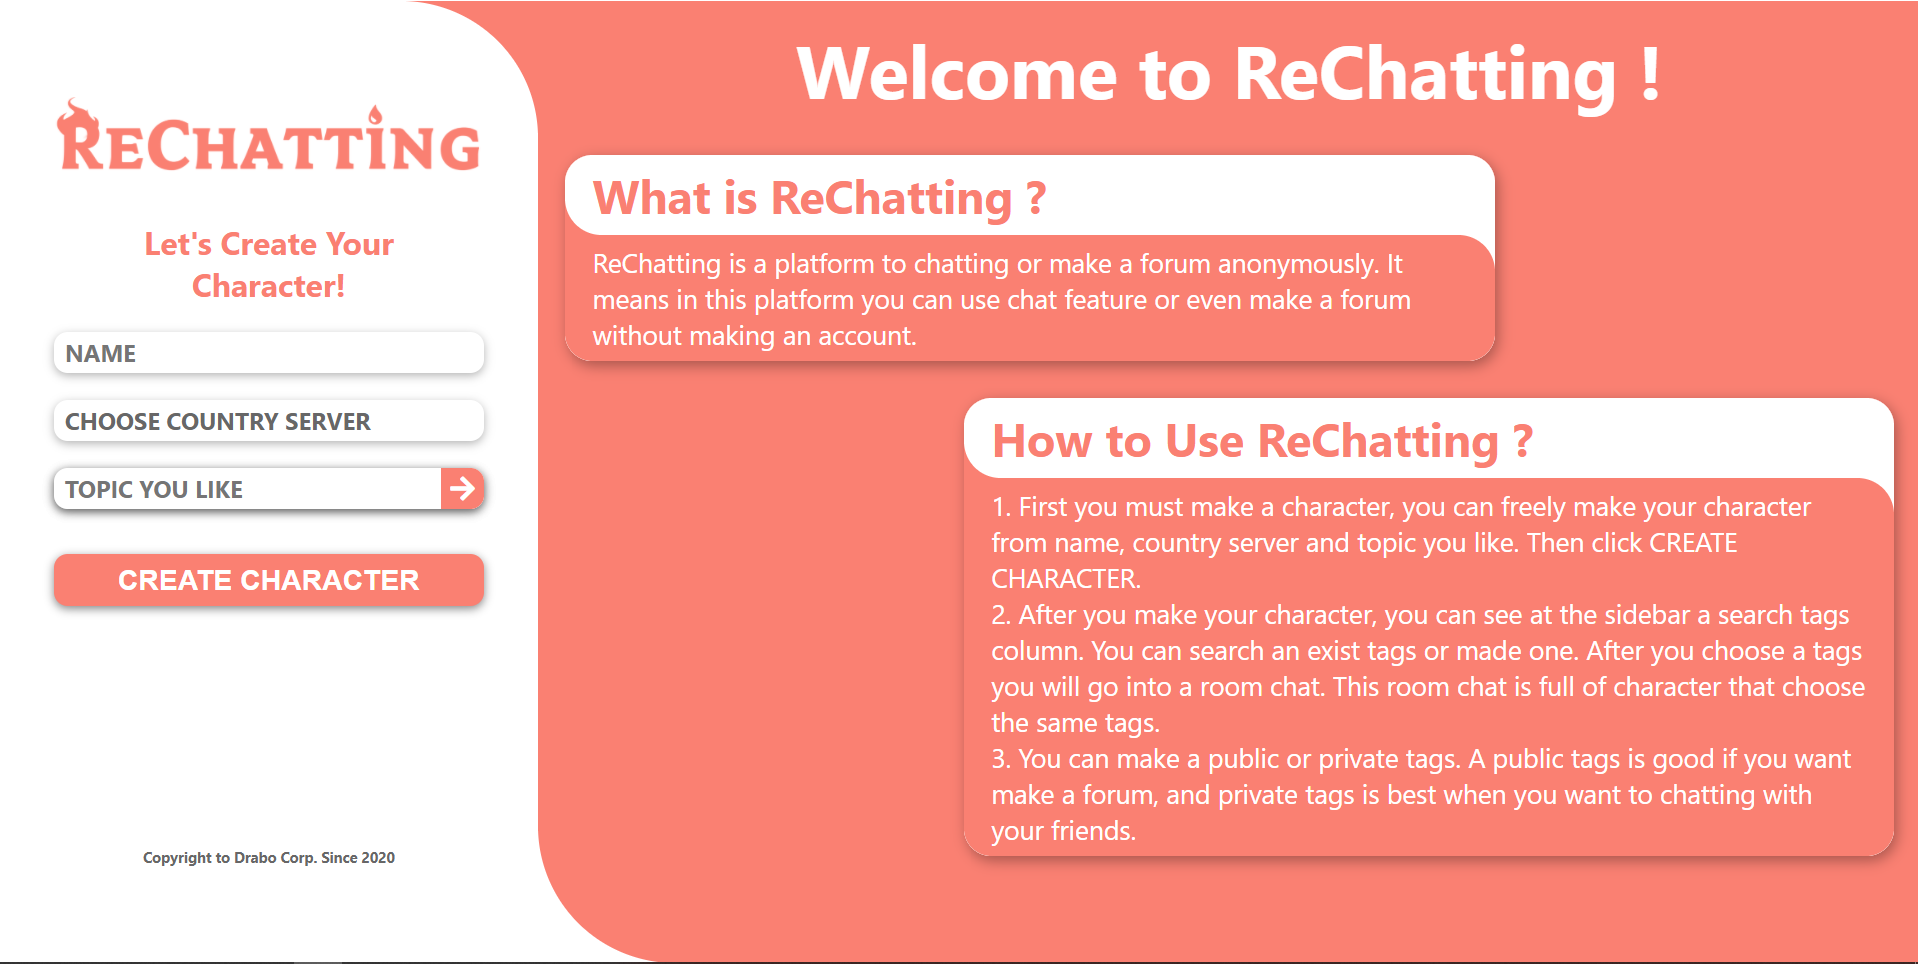 ReChatting
Let's Create Your
Character!
NAME
CHOOSE COUNTRY SERVER
TOPIC YOU LIKE
CREATE CHARACTER
Copyright to Drabo Corp. Since 2020
Welcome to ReChatting !
What is ReChatting ?
ReChatting is a platform to chatting or make a forum anonymously. It
means in this platform you can use chat feature or even make a forum
without making an account.
How to Use ReChatting ?
1. First you must make a character, you can freely make your character
from name, country server and topic you like. Then click CREATE
CHARACTER.
2. After you make your character, you can see at the sidebar a search tags
column. You can search an exist tags or made one. After you choose a tags
you will go into a room chat. This room chat is full of character that choose
the same tags.
3. You can make a public or private tags. A public tags is good if you want
make a forum, and private tags is best when you want to chatting with
your friends.